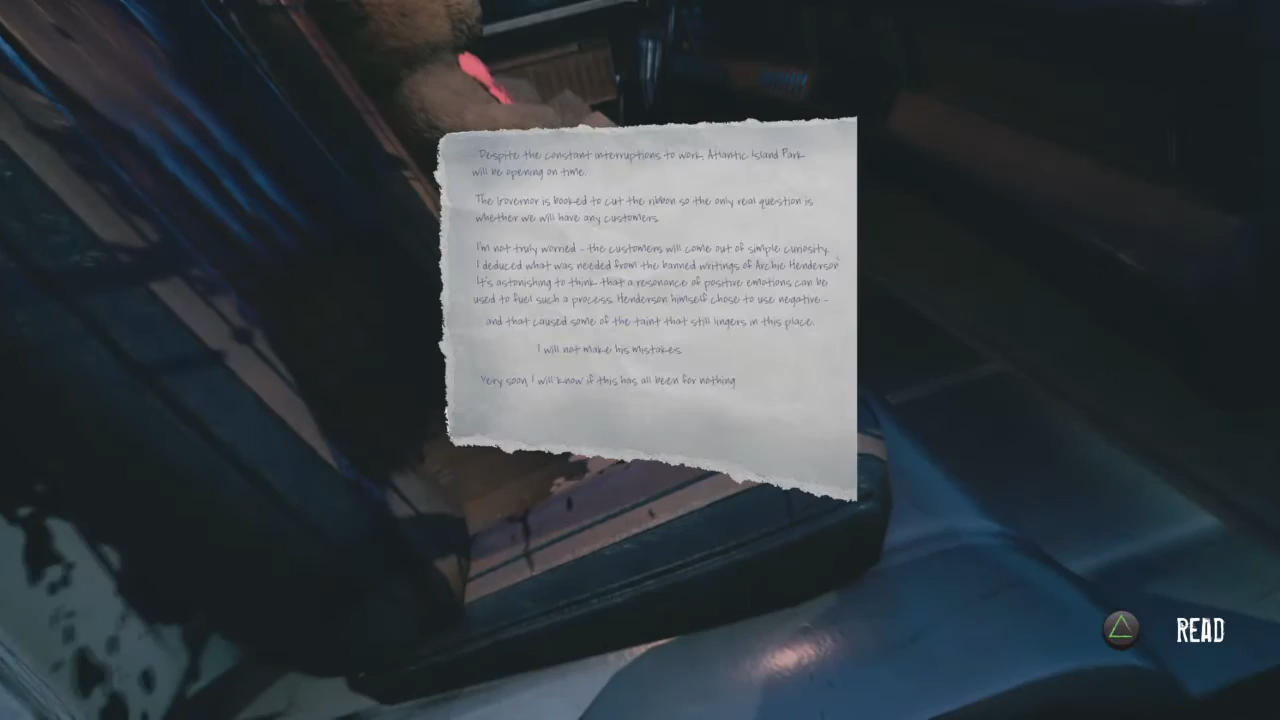 Despite the constant interruptions to work, Atlantic Island Park
will be opening on time.
The Governor is booked to cut the ribbon so the only real question is
whether we will have any customers.
I'm not truly worried - the customers will come out of simple curiosity.
I deduced what was needed from the banned writings of Archie Henderson.
It's astonishing to think that a resonance of positive emotions can be
used to fuel such a process. Henderson himself chose to use negative -
and that caused some of the taint that still lingers in this place.
I will not make his mistakes.
Very soon, I will know if this has all been for nothing
READ